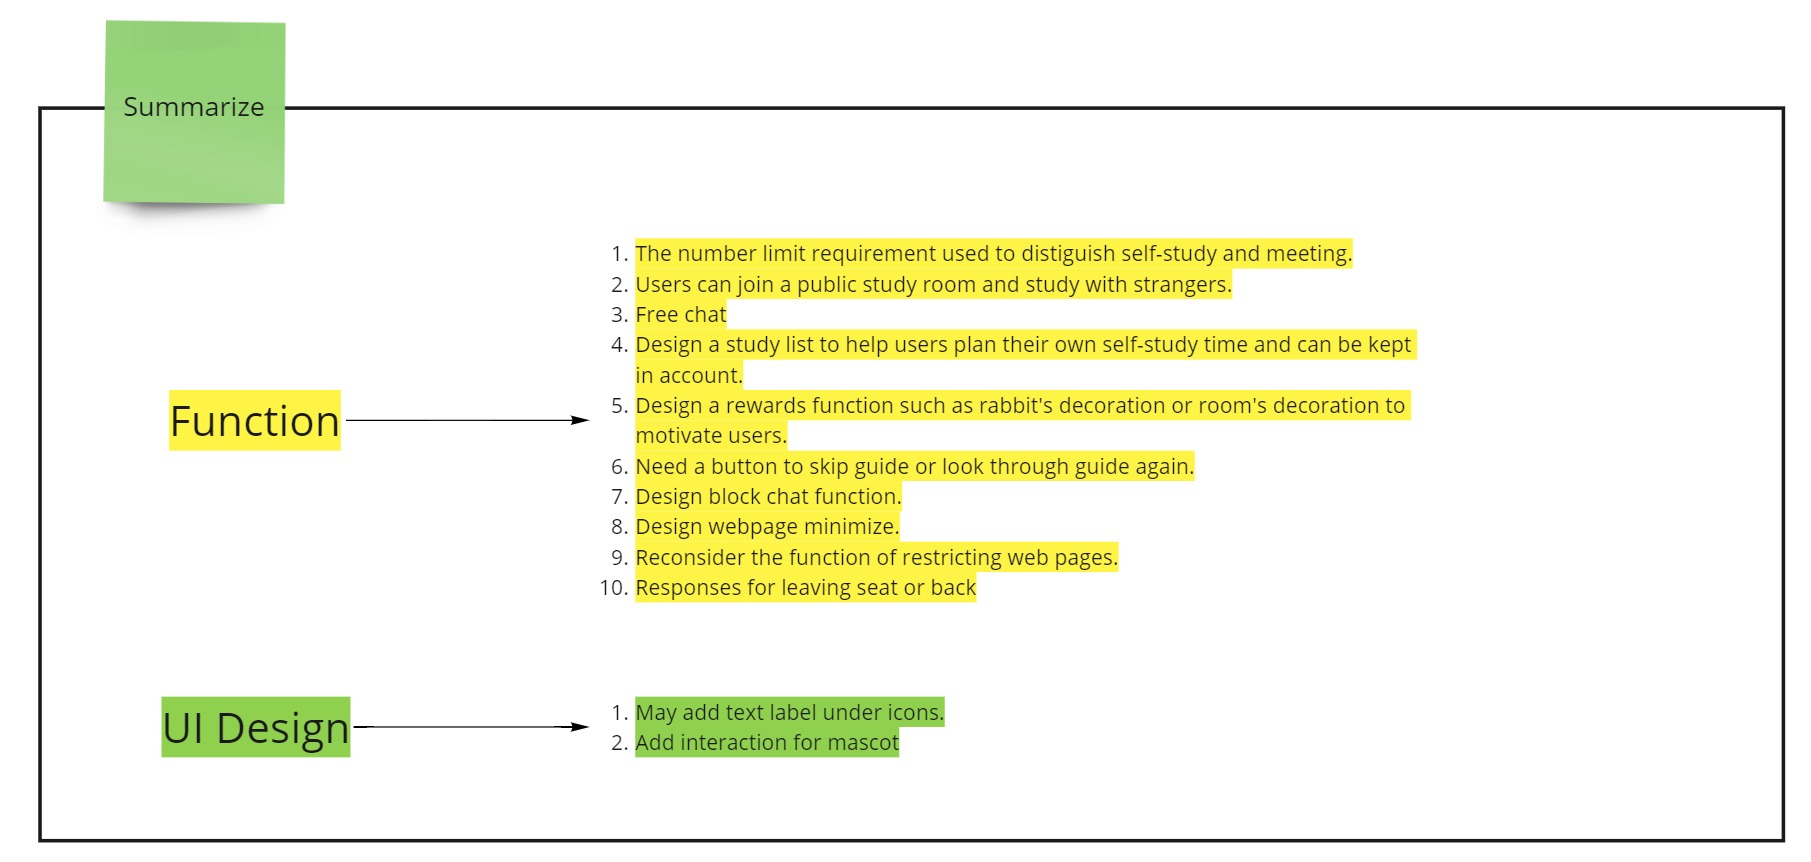 Summarize
1. The number limit requirement used to distiguish self-study and meeting.
2. Users can join a public study room and study with strangers.
3. Free chat
4. Design a study list to help users plan their own self-study time and can be kept
in account.
5. Design a rewards function such as rabbit's decoration or room's decoration to
motivate users.
Function
6. Need a button to skip guide or look through guide again.
7. Design block chat function.
8. Design webpage minimize.
9. Reconsider the function of restricting web pages.
10. Responses for leaving seat or back
UI Design
1. May add text label under icons.
2. Add interaction for mascot